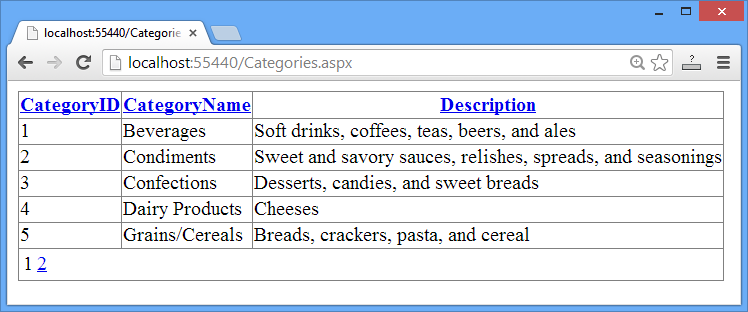 localhost:55440/Categorie
localhost:55440/Categories.aspx
CategoryID CategoryName Description
1 Beverages Soft drinks, coffees, teas, beers, and ales
2 Condiments Sweet and savory sauces, relishes, spreads, and seasonings
3 Confections Desserts, candies, and sweet breads
4 Dairy Products Cheeses
5 Grains/Cereals Breads, crackers, pasta, and cereal
1 2